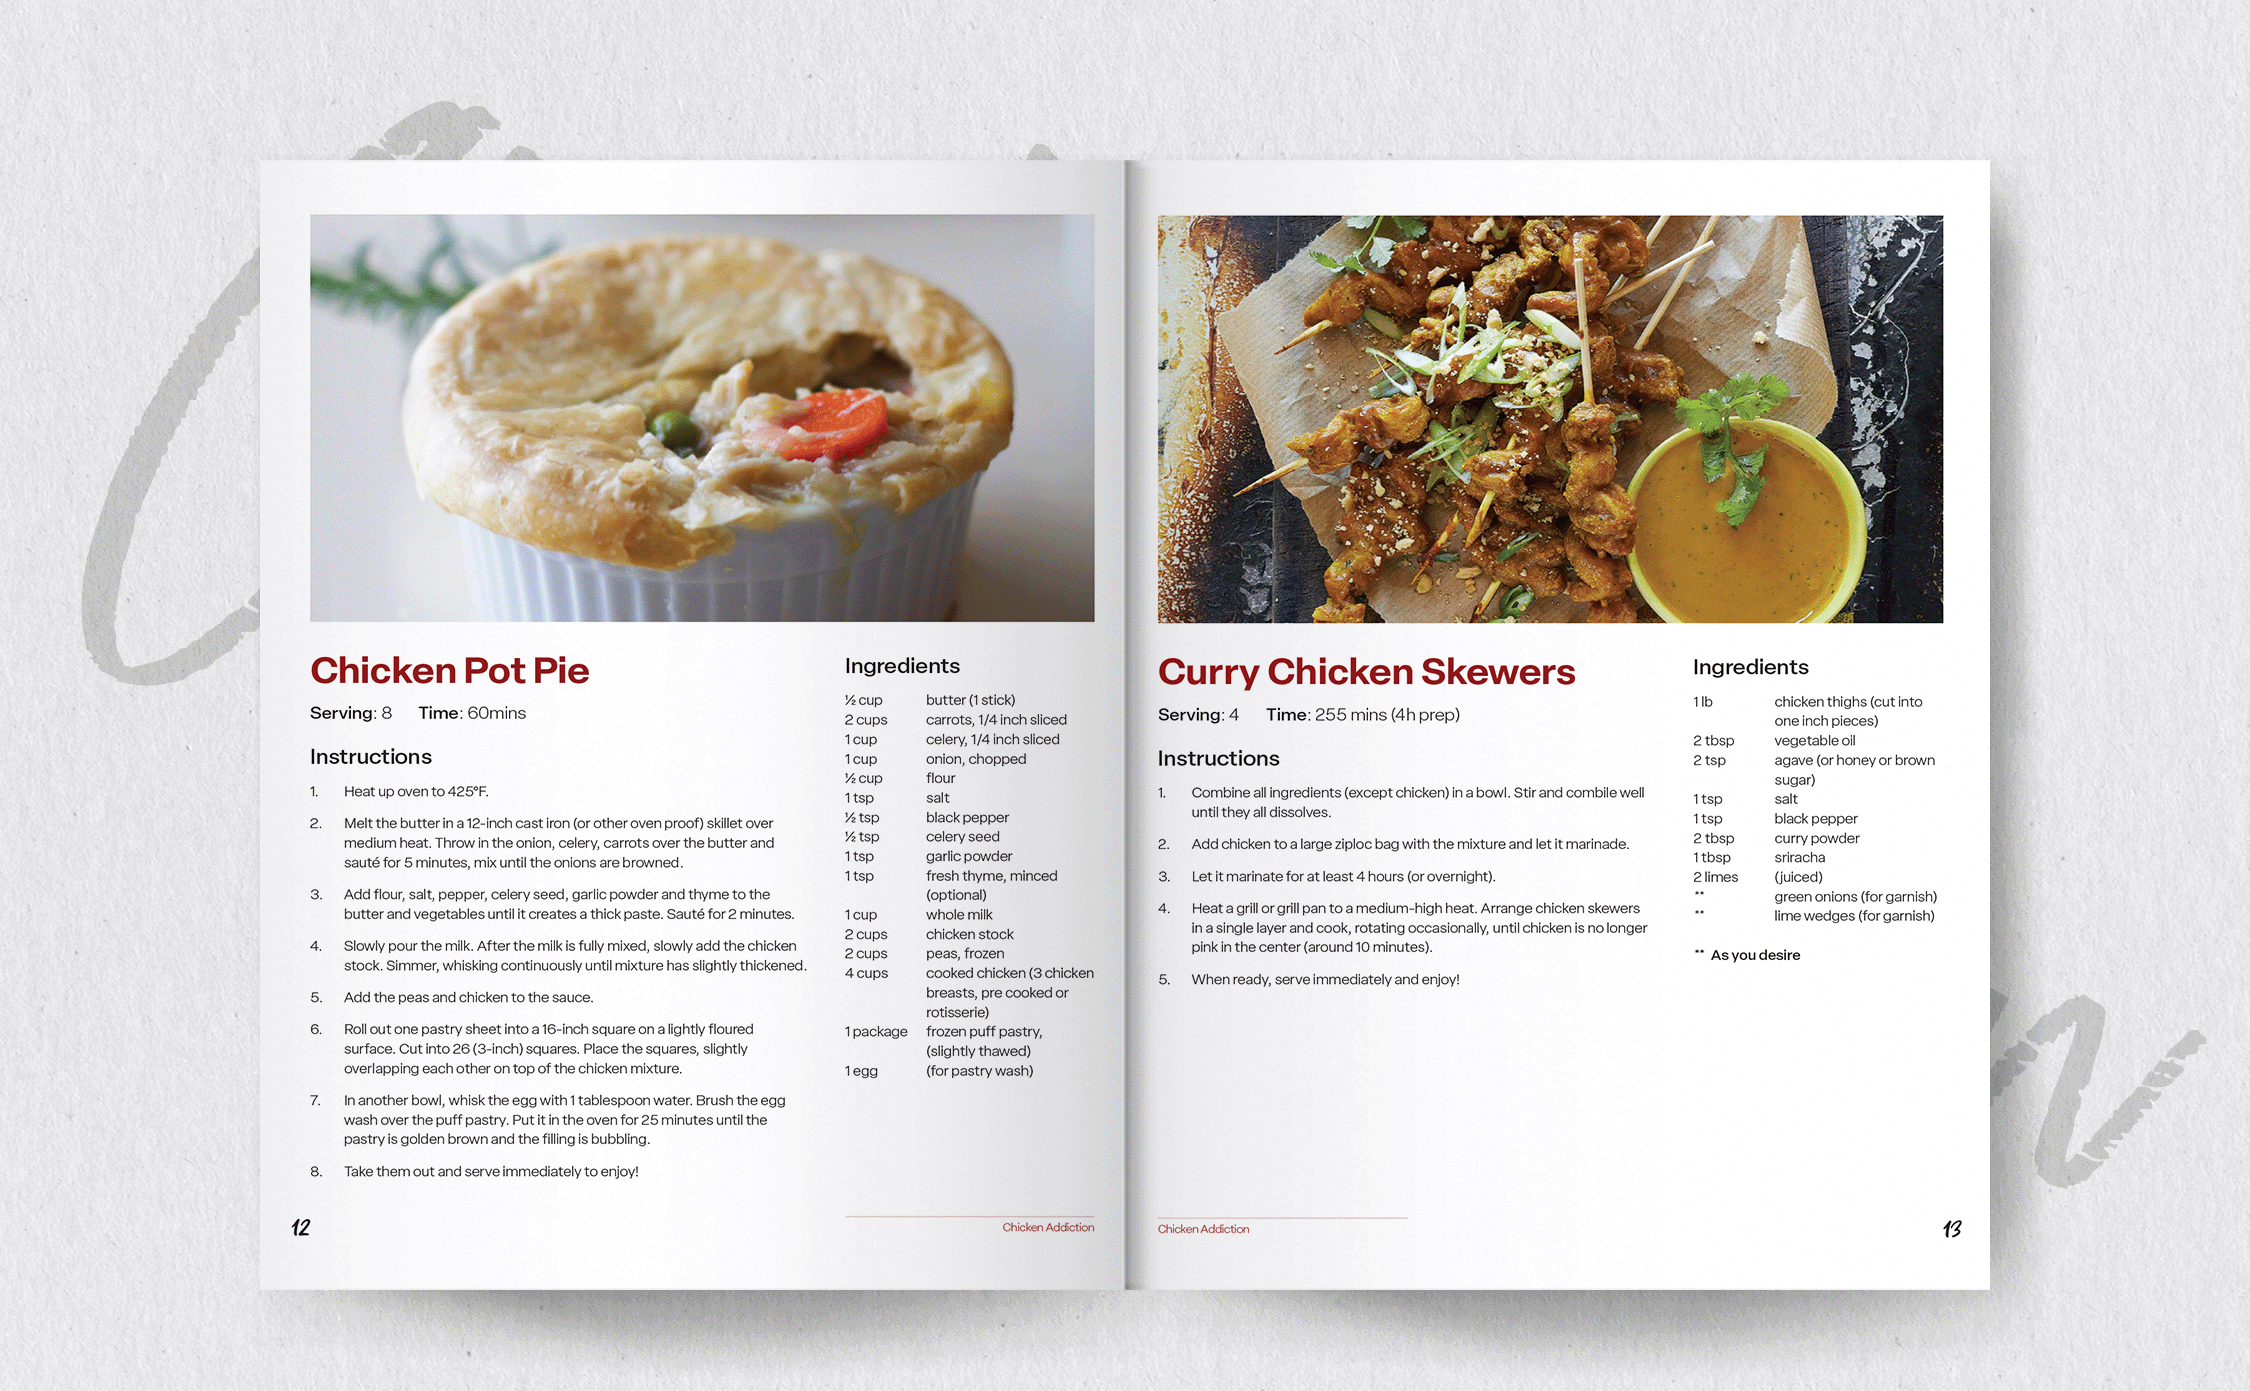 Chicken Pot Pie
Serving: 8 Time: 60mins
Instructions
1. Heat up oven to 425°F.
2. Melt the butter in a 12-inch cast iron (or other oven proof) skillet over
medium heat. Throw in the onion, celery, carrots over the butter and
sauté for 5 minutes, mix until the onions are browned.
3. Add flour, salt, pepper, celery seed, garlic powder and thyme to the
butter and vegetables until it creates a thick paste. Sauté for 2 minutes.
4. Slowly pour the milk. After the milk is fully mixed, slowly add the chicken
stock. Simmer, whisking continuously until mixture has slightly thickened.
5. Add the peas and chicken to the sauce.
6. Roll out one pastry sheet into a 16-inch square on a lightly floured
surface. Cut into 26 (3-inch) squares. Place the squares, slightly
overlapping each other on top of the chicken mixture.
7. In another bowl, whisk the egg with 1 tablespoon water. Brush the egg
wash over the puff pastry. Put it in the oven for 25 minutes until the
pastry is golden brown and the filling is bubbling.
8. Take them out and serve immediately to enjoy!
Ingredients
½ cup butter (1 stick)
2 cups carrots, 1/4 inch sliced
1 cup celery, 1/4 inch sliced
1 cup onion, chopped
½ cup flour
1 tsp salt
½ tsp black pepper
½ tsp celery seed
1 tsp garlic powder
1 tsp fresh thyme, minced
(optional)
1 cup whole milk
2 cups chicken stock
2 cups peas, frozen
4 cups cooked chicken (3 chicken
breasts, pre cooked or
rotisserie)
1 package frozen puff pastry,
(slightly thawed)
1 egg (for pastry wash)
12
Chicken Addiction
Curry Chicken Skewers
Serving: 4 Time: 255 mins (4h prep)
Instructions
1. Combine all ingredients (except chicken) in a bowl. Stir and combile well
until they all dissolves.
2. Add chicken to a large ziploc bag with the mixture and let it marinade.
3. Let it marinate for at least 4 hours (or overnight).
4. Heat a grill or grill pan to a medium-high heat. Arrange chicken skewers
in a single layer and cook, rotating occasionally, until chicken is no longer
pink in the center (around 10 minutes).
5. When ready, serve immediately and enjoy!
Ingredients
1 lb chicken thighs (cut into
one inch pieces)
2 tbsp vegetable oil
2 tsp agave (or honey or brown
sugar)
1 tsp salt
1 tsp black pepper
2 tbsp curry powder
1 tbsp sriracha
2 limes (juiced)
** green onions (for garnish)
** lime wedges (for garnish)
** As you desire
Chicken Addiction
13